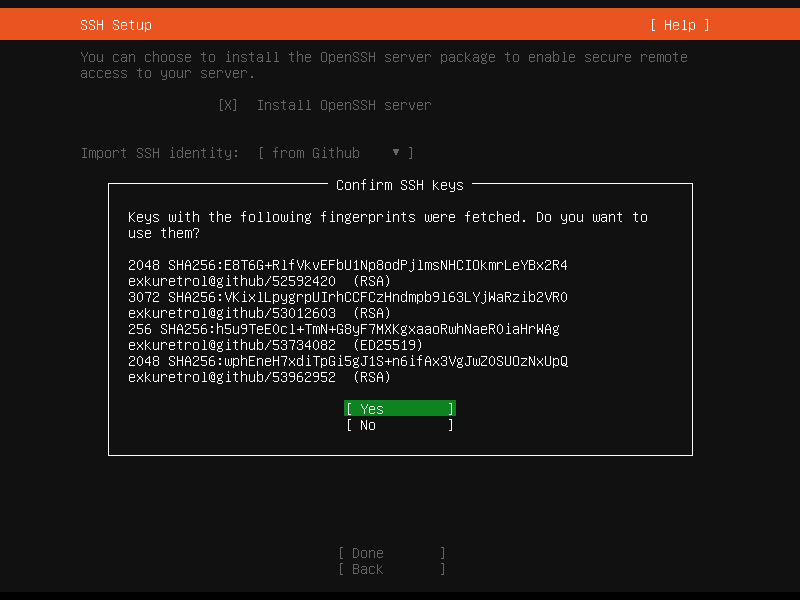 SSH Setup [ Help ]
You can choose to install the OpenSSH server package to enable secure remote
access to your server.
[X] Install OpenSSH server
Import SSH identity: [ from Github ▾ ]
Confirm SSH keys
Keys with the following fingerprints were fetched. Do you want to
use them?
2048 SHA256:E8T6G+RlfVkvEFbU1Np8odPjlmsNHCIOkmrLeYBx2R4
exkuretrol@github/52592420 (RSA)
3072 SHA256:VKixlLpygrpUIrhCCFCzHndmpb9l63LYjWaRzib2VR0
exkuretrol@github/53012603 (RSA)
256 SHA256:h5u9TeEOcl+TmN+G8yF7MXKgxaaoRwhNaeR0iaHrWAg
exkuretrol@github/53734082 (ED25519)
2048 SHA256:wphEneH7xdiTpGi5gJ1S+n6ifAx3VgJwZ0SUOzNxUpQ
exkuretrol@github/53962952 (RSA)
[ Yes ]
[ No ]
[ Done ]
[ Back ]